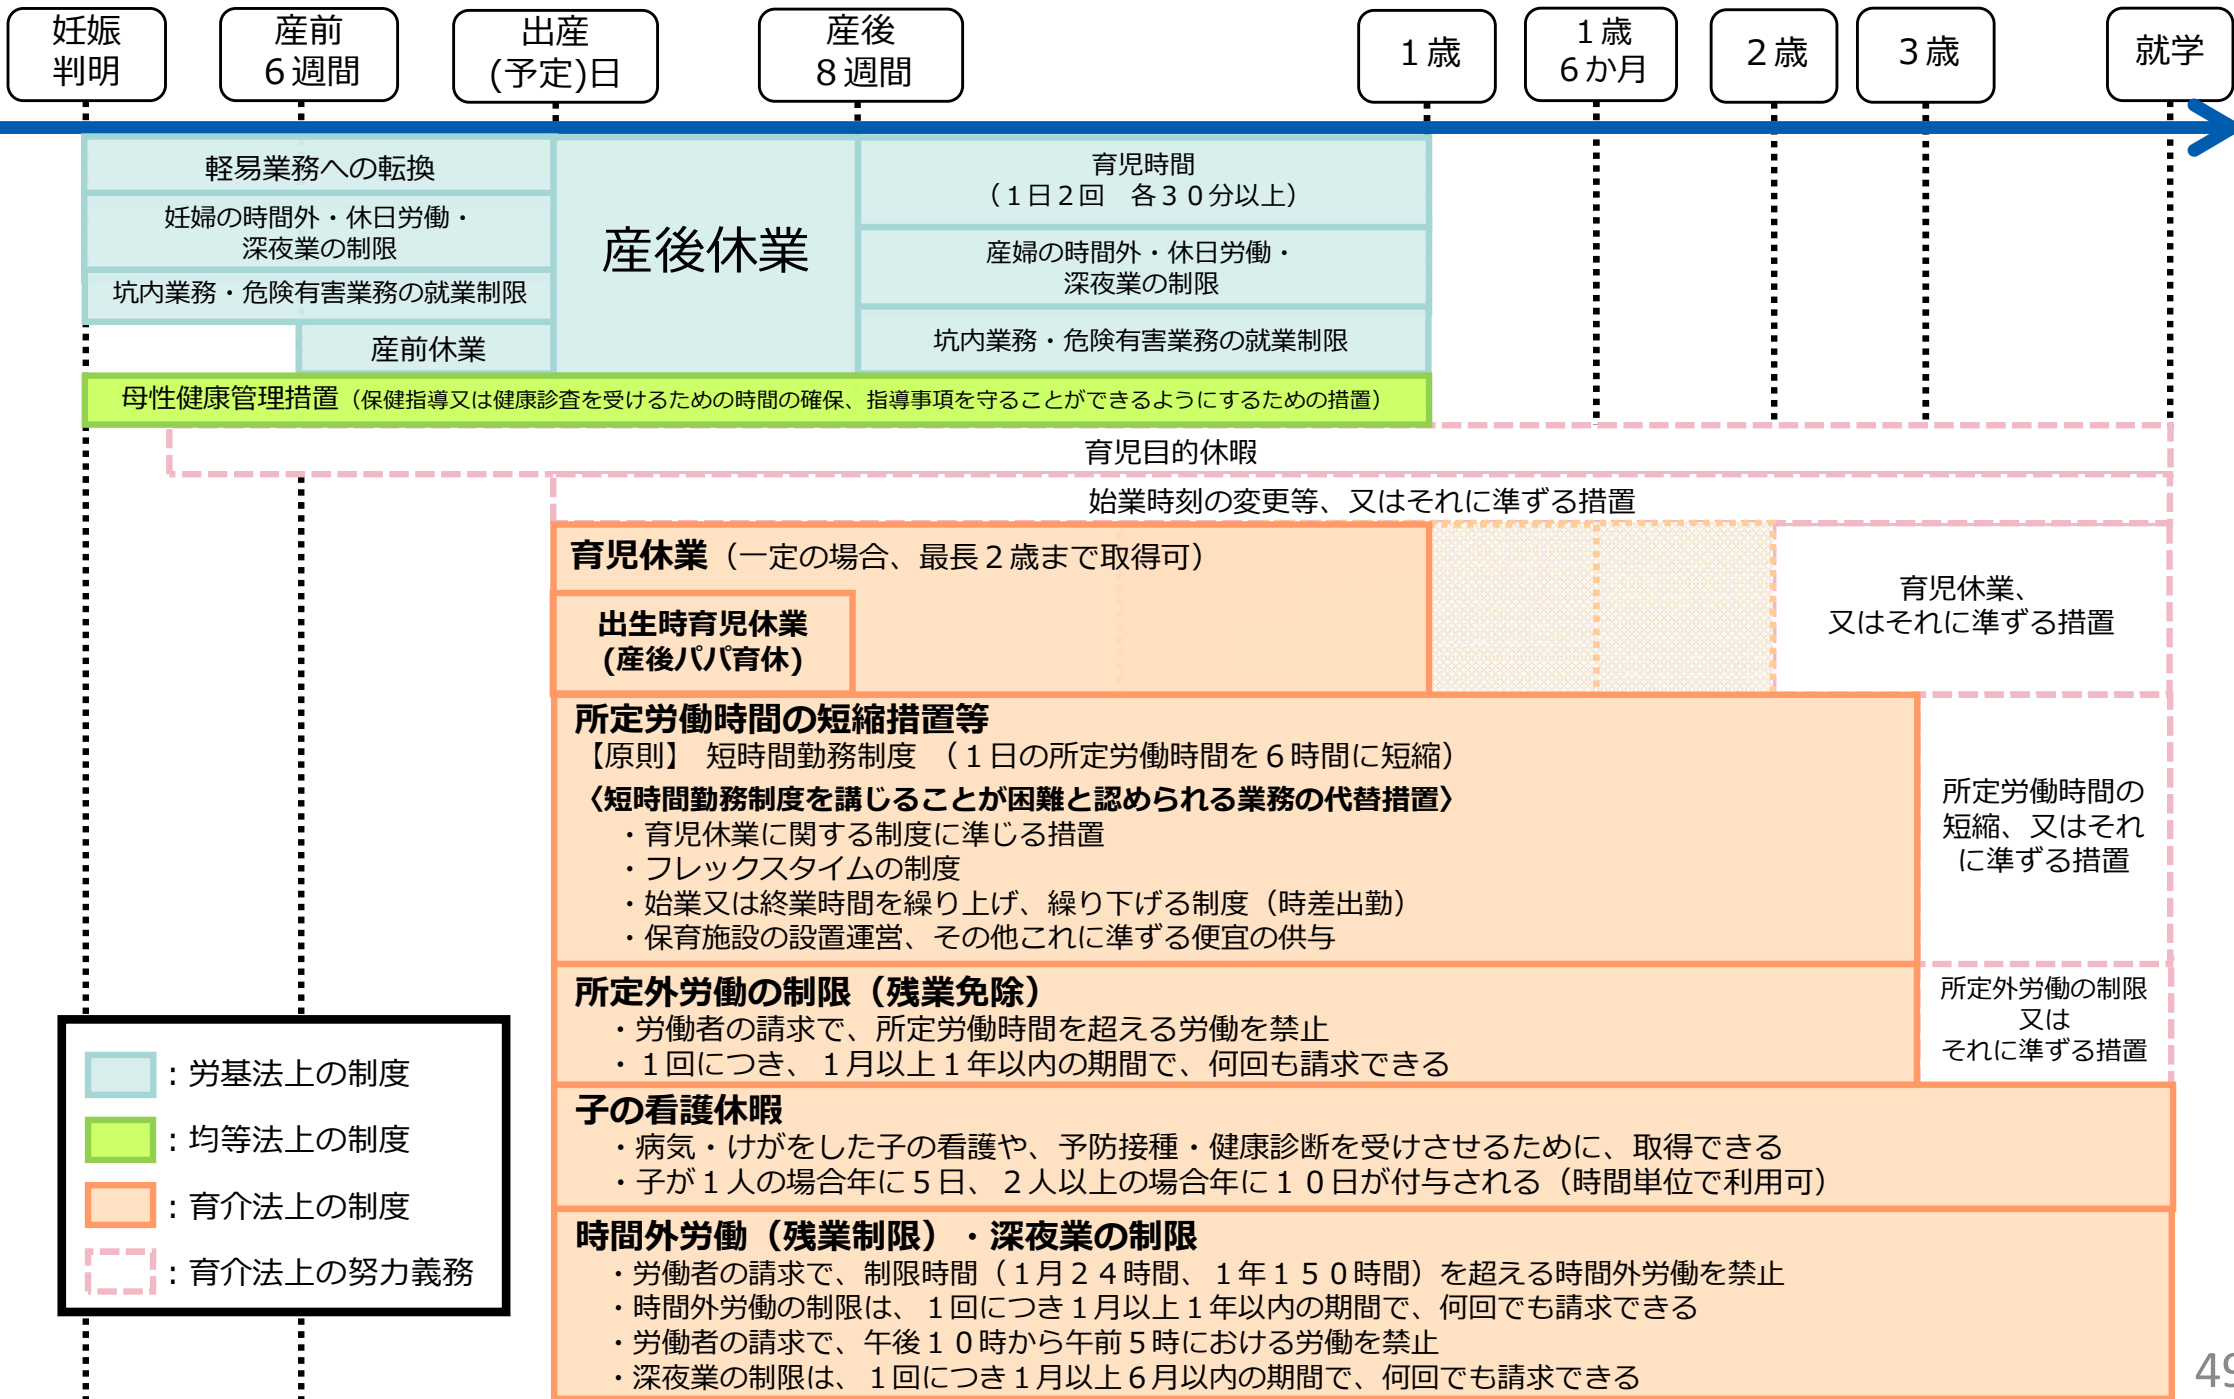 妊娠
判明
産前
６週間
出産
(予定)日
産後
８週間
１歳
１歳
６か月
２歳
３歳
就学
軽易業務への転換
妊婦の時間外・休日労働・
深夜業の制限
坑内業務・危険有害業務の就業制限
産前休業
産後休業
育児時間
（１日２回　各３０分以上）
産婦の時間外・休日労働・
深夜業の制限
坑内業務・危険有害業務の就業制限
母性健康管理措置（保健指導又は健康診査を受けるための時間の確保、指導事項を守ることができるようにするための措置）
育児目的休暇
始業時刻の変更等、又はそれに準ずる措置
育児休業（一定の場合、最長２歳まで取得可）
出生時育児休業
(産後パパ育休)
育児休業、
又はそれに準ずる措置
所定労働時間の短縮措置等
【原則】 短時間勤務制度 （１日の所定労働時間を６時間に短縮）
〈短時間勤務制度を講じることが困難と認められる業務の代替措置〉
・育児休業に関する制度に準じる措置
・フレックスタイムの制度
・始業又は終業時間を繰り上げ、繰り下げる制度（時差出勤）
・保育施設の設置運営、その他これに準ずる便宜の供与
所定労働時間の
短縮、又はそれ
に準ずる措置
所定外労働の制限（残業免除）
・労働者の請求で、所定労働時間を超える労働を禁止
・１回につき、１月以上１年以内の期間で、何回も請求できる
所定外労働の制限
又は
それに準ずる措置
子の看護休暇
・病気・けがをした子の看護や、予防接種・健康診断を受けさせるために、取得できる
・子が１人の場合年に５日、２人以上の場合年に１０日が付与される（時間単位で利用可）
時間外労働（残業制限）・深夜業の制限
・労働者の請求で、制限時間（１月２４時間、１年１５０時間）を超える時間外労働を禁止
・時間外労働の制限は、１回につき１月以上１年以内の期間で、何回でも請求できる
・労働者の請求で、午後１０時から午前５時における労働を禁止
・深夜業の制限は、１回につき１月以上６月以内の期間で、何回でも請求できる
：労基法上の制度
：均等法上の制度
：育介法上の制度
：育介法上の努力義務
49